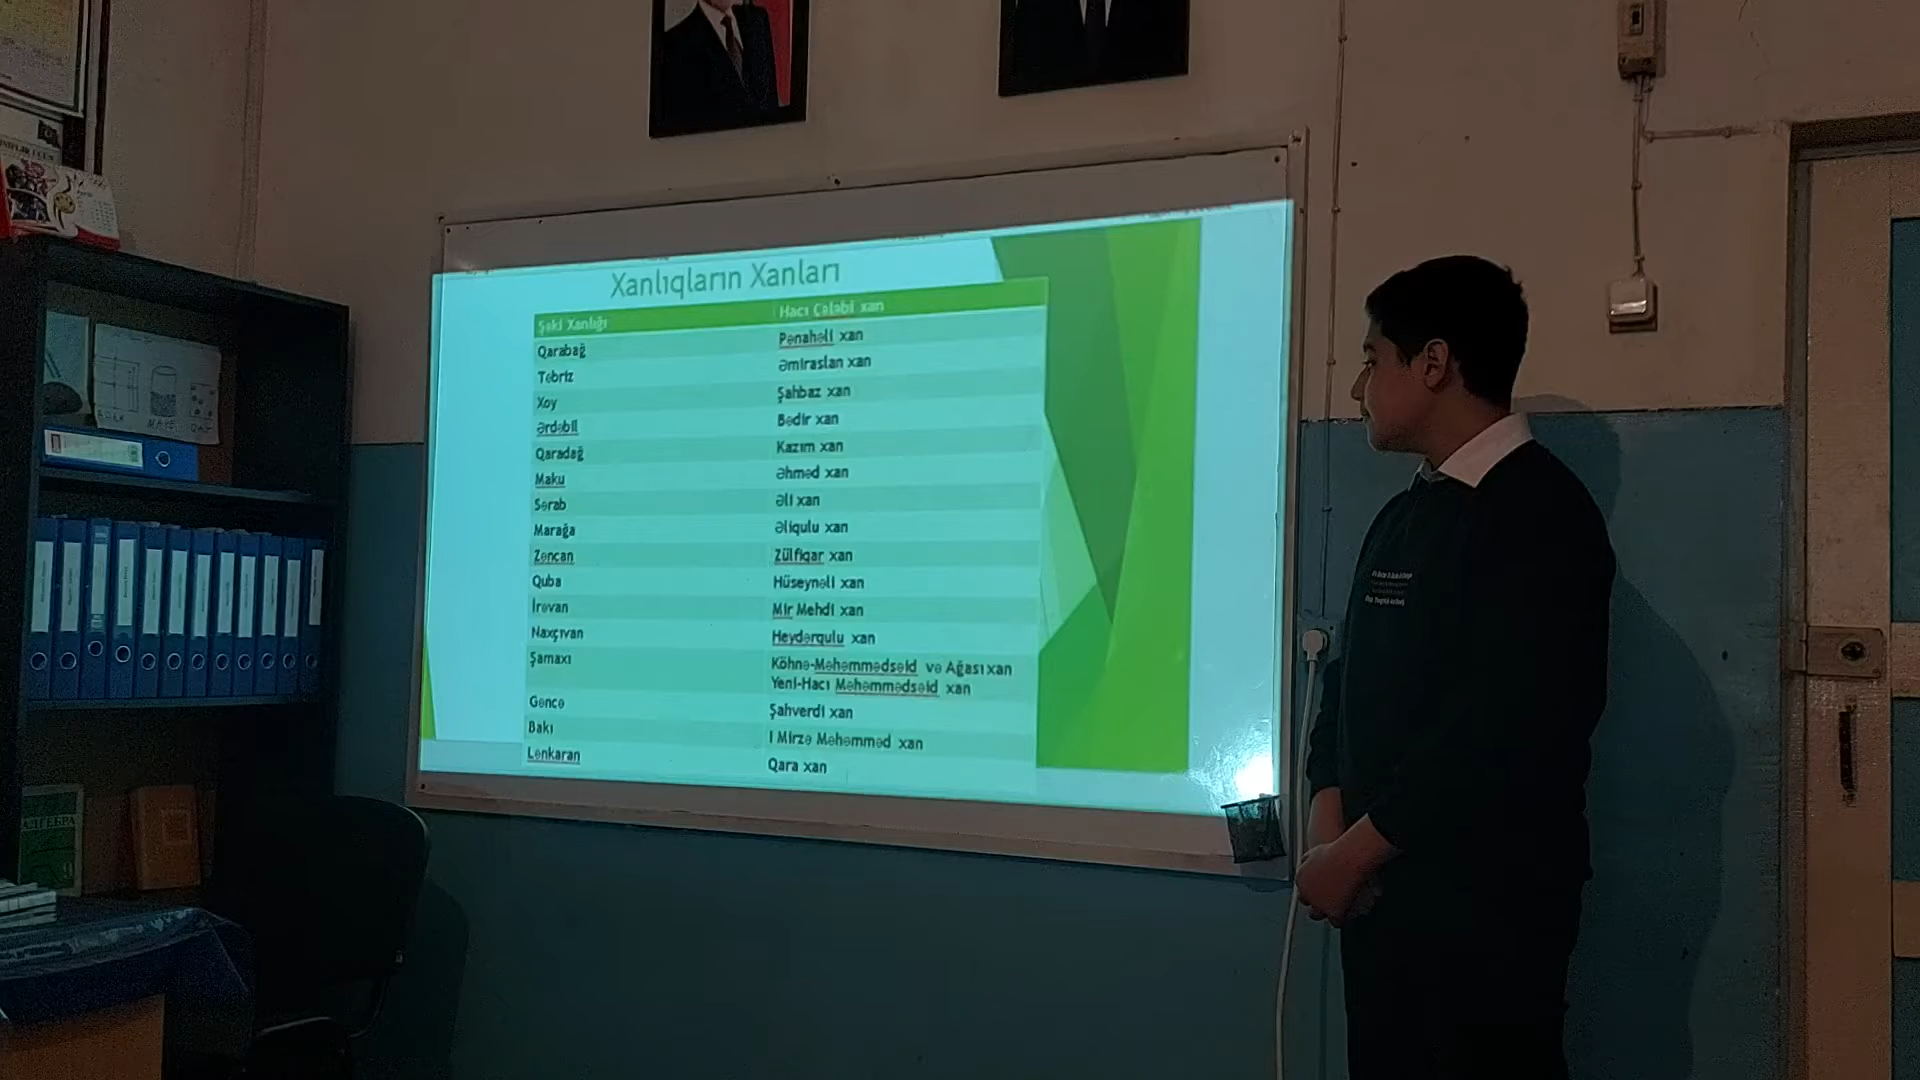 Xanlıqların Xanları
Şəki Xanlığı Hacı Çələbi xan
Qarabağ Pənahəli xan
Təbriz Əmiraslan xan
Xoy Şahbaz xan
Ərdəbil Bədir xan
Qaradağ Kazım xan
Maku Əhməd xan
Sərab Əli xan
Marağa Əliqulu xan
Zəncan Zülfiqar xan
Quba Hüseynəli xan
İrəvan Mir Mehdi xan
Naxçıvan Heydərqulu xan
Şamaxı Köhnə-Məhəmmədsəid və Ağası xan
Yeni-Hacı Məhəmmədsəid xan
Gəncə Şahverdi xan
Bakı I Mirzə Məhəmməd xan
Lənkaran Qara xan
АЛГЕБРА